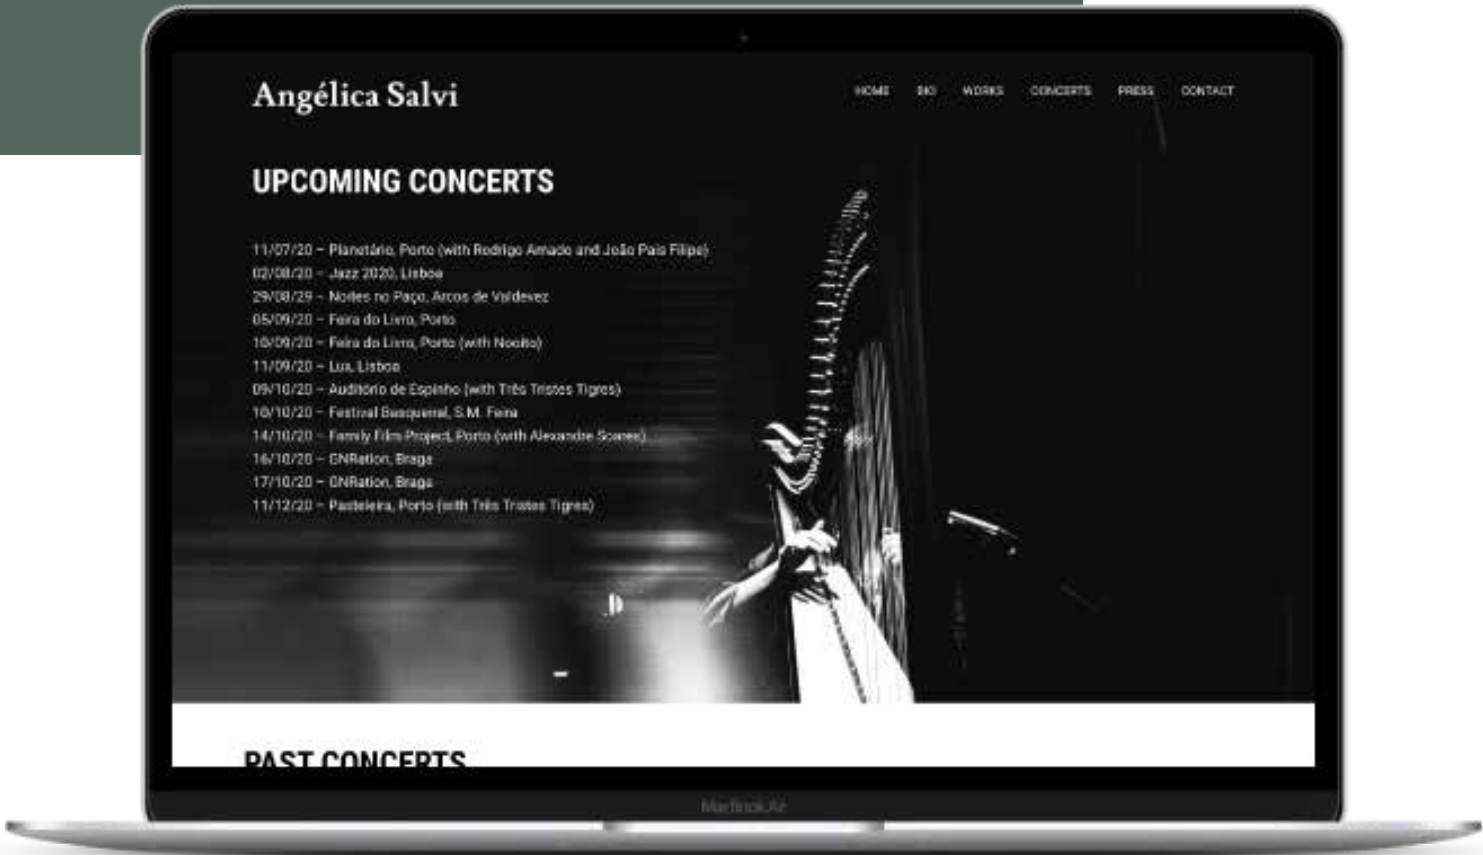 Angélica Salvi
HOME BIO WORKS CONCERTS PRESS CONTACT
UPCOMING CONCERTS
11/07/20 – Planetário, Porto (with Rodrigo Amado and João Pais Filipe)
02/08/20 – Jazz 2020, Lisboa
29/08/29 – Noites no Paço, Arcos de Valdevez
05/09/20 – Feira do Livro, Porto
10/09/20 – Feira do Livro, Porto (with Nooito)
11/09/20 – Lux, Lisboa
09/10/20 – Auditório de Espinho (with Três Tristes Tigres)
10/10/20 – Festival Basqueiral, S.M. Feira
14/10/20 – Family Film Project, Porto (with Alexandre Soares)
16/10/20 – GNRation, Braga
17/10/20 – GNRation, Braga
11/12/20 – Pasteleira, Porto (with Três Tristes Tigres)
PAST CONCERTS
MacBook Air